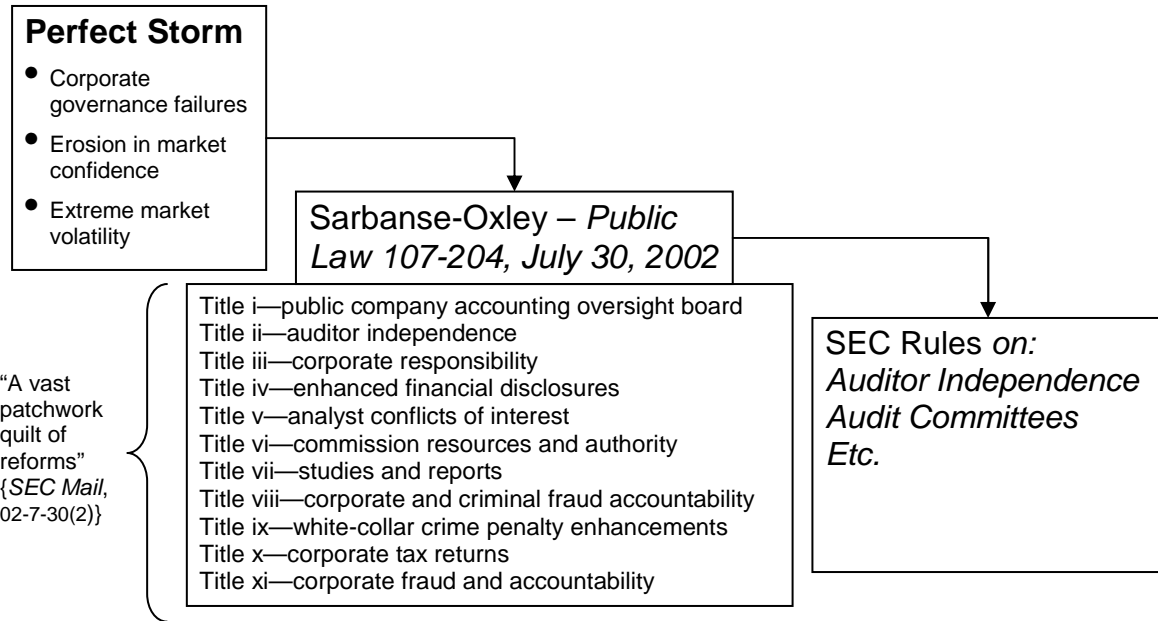 Perfect Storm
• Corporate
governance failures
• Erosion in market
confidence
• Extreme market
volatility
Sarbanse-Oxley – Public
Law 107-204, July 30, 2002
Title i—public company accounting oversight board
Title ii—auditor independence
Title iii—corporate responsibility
Title iv—enhanced financial disclosures
Title v—analyst conflicts of interest
Title vi—commission resources and authority
Title vii—studies and reports
Title viii—corporate and criminal fraud accountability
Title ix—white-collar crime penalty enhancements
Title x—corporate tax returns
Title xi—corporate fraud and accountability
“A vast
patchwork
quilt of
reforms”
{SEC Mail,
02-7-30(2)}
SEC Rules on:
Auditor Independence
Audit Committees
Etc.